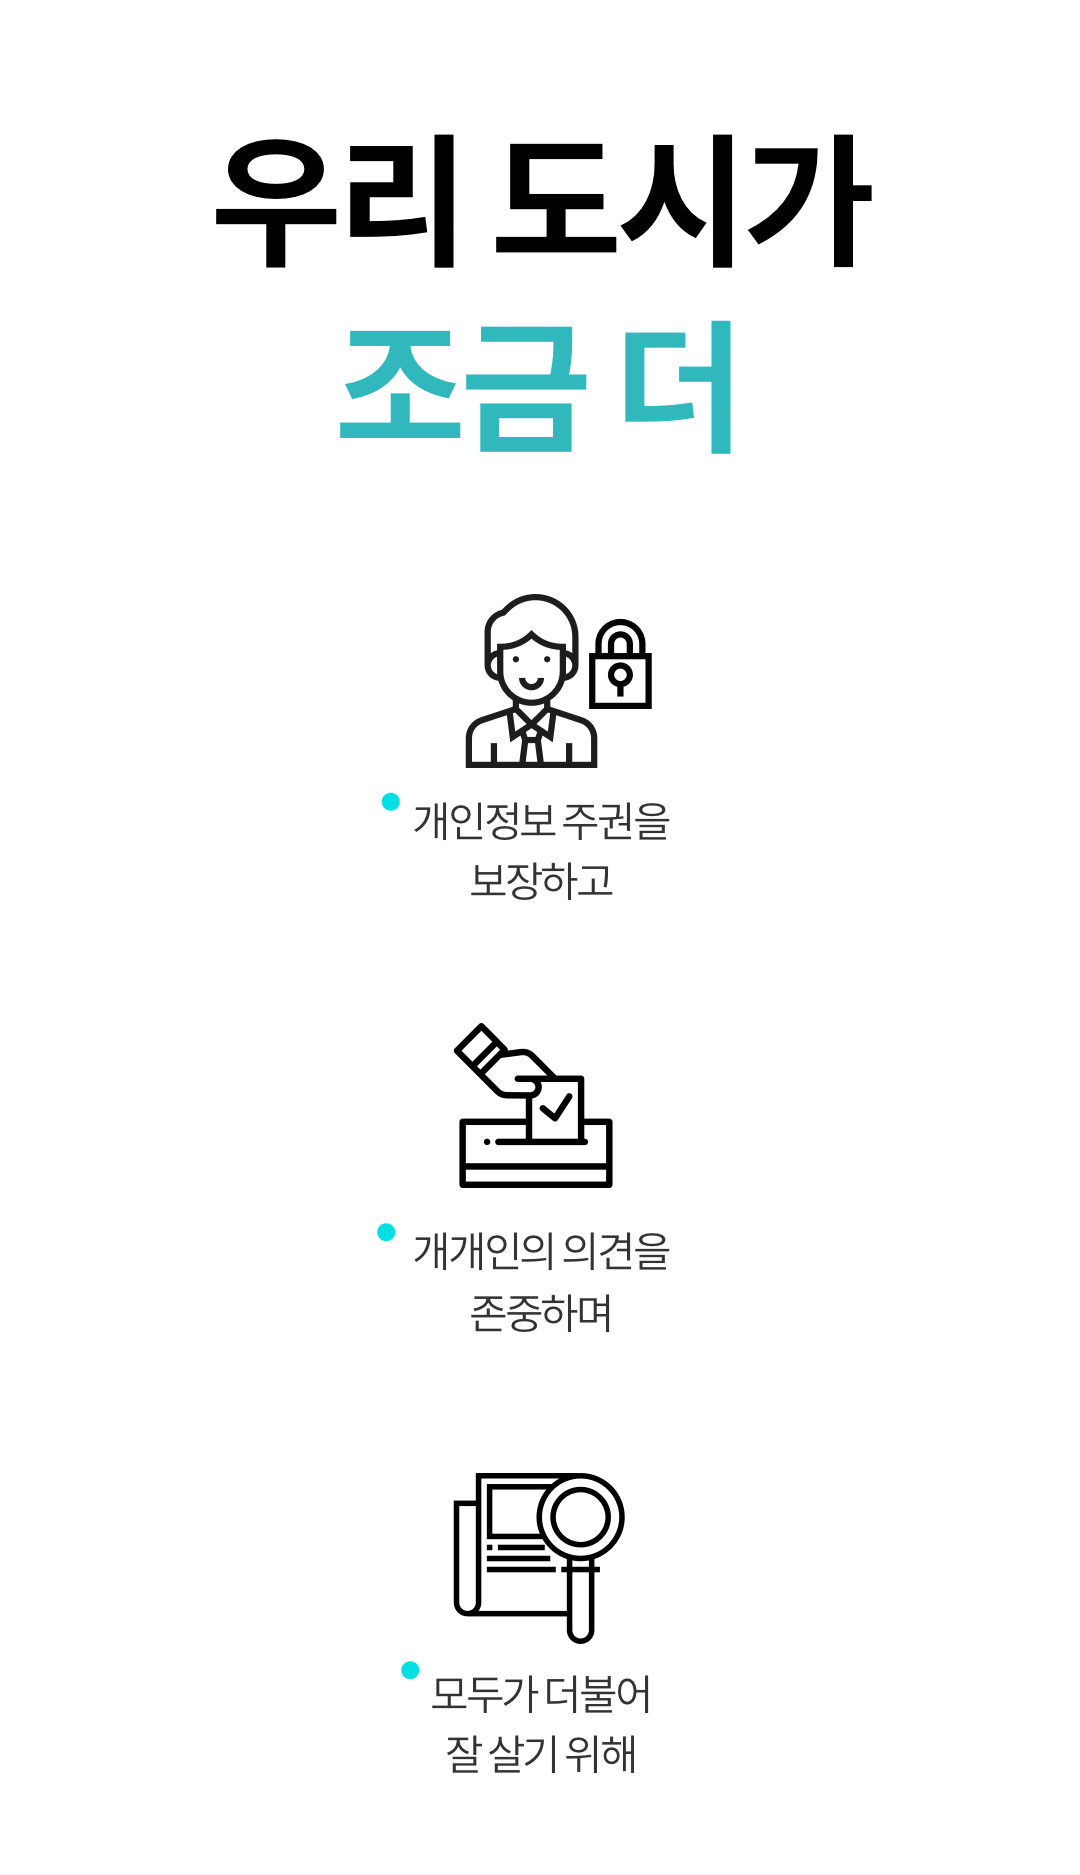 우리 도시가
조금 더
개인정보 주권을
보장하고
개개인의 의견을
존중하며
모두가 더불어
잘 살기 위해